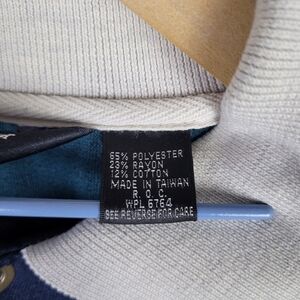 65% POLYESTER
23% RAYON
12% COTTON
MADE IN TAIWAN
R. O. C.
WPL 6764
SEE REVERSE FOR CARE